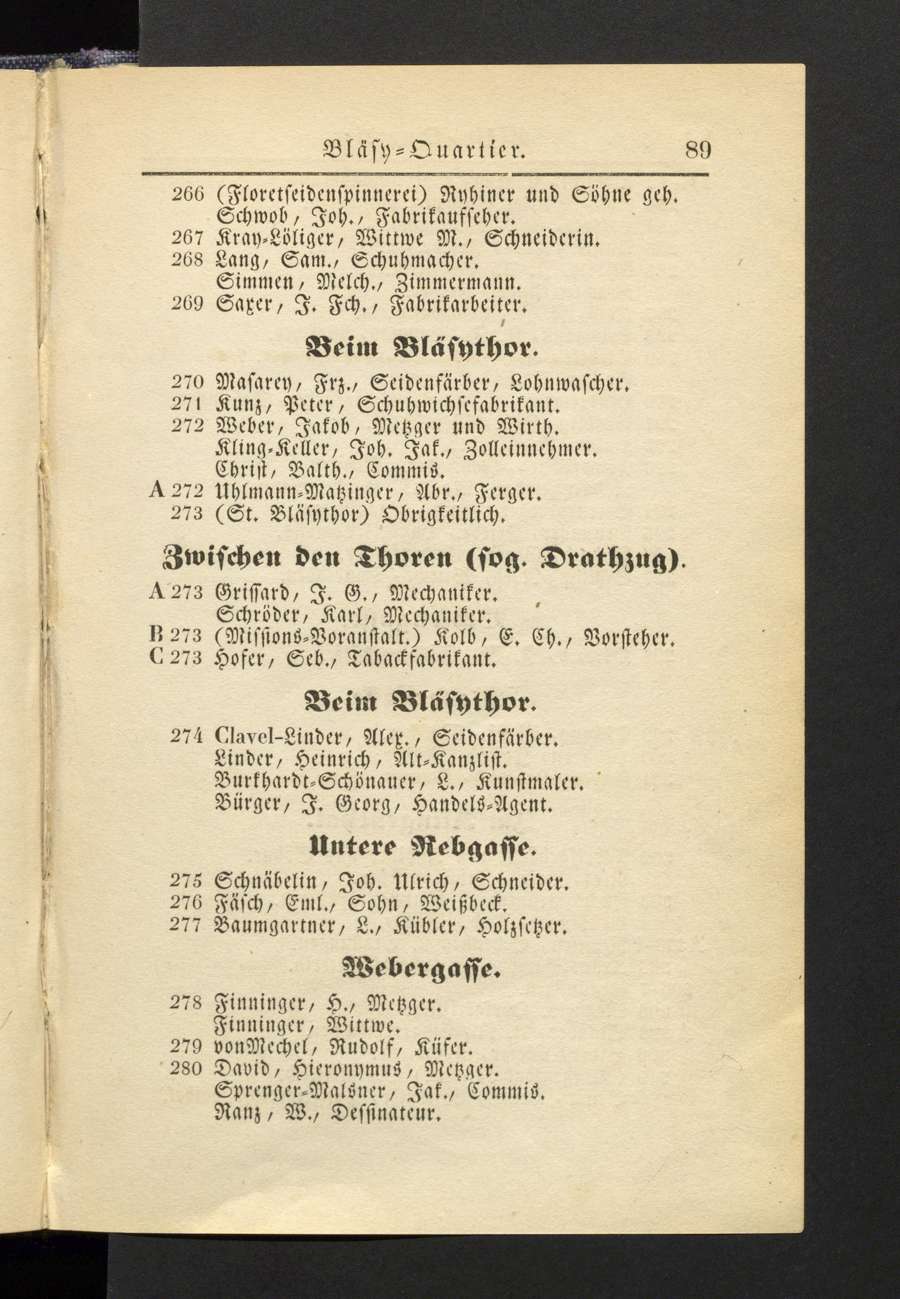 Bläsy=Quartier. 89
266 (Floretseidenspinnerei) Ryhiner und Söhne geh.
Schwob, Joh., Fabrikaufseher.
267 Kray=Löliger, Wittwe M., Schneiderin.
268 Lang, Sam., Schuhmacher.
Simmen, Melch., Zimmermann.
269 Saxer, J. Fch., Fabrikarbeiter.
Beim Bläsythor.
270 Masarey, Frz., Seidenfärber, Lohnwascher.
271 Kunz, Peter, Schuhwichsefabrikant.
272 Weber, Jakob, Metzger und Wirth.
Kling=Keller, Joh. Jak., Zolleinnehmer.
Christ, Balth., Commis.
A 272 Uhlmann=Matzinger, Abr., Ferger.
273 (St. Bläsythor) Obrigkeitlich.
Zwischen den Thoren (sog. Drathzug).
A 273 Grissard, J. G., Mechaniker.
Schröder, Karl, Mechaniker.
B 273 (Missions=Voranstalt.) Kolb, E. Ch., Vorsteher.
C 273 Hofer, Seb., Tabackfabrikant.
Beim Bläsythor.
274 Clavel-Linder, Alex., Seidenfärber.
Linder, Heinrich, Alt=Kanzlist.
Burkhardt=Schönauer, L., Kunstmaler.
Bürger, J. Georg, Handels=Agent.
Untere Rebgasse.
275 Schnäbelin, Joh. Ulrich, Schneider.
276 Fäsch, Eml., Sohn, Weißbeck.
277 Baumgartner, L., Kübler, Holzsetzer.
Webergasse.
278 Finninger, H., Metzger.
Finninger, Wittwe.
279 vonMechel, Rudolf, Küfer.
280 David, Hieronymus, Metzger.
Sprenger=Malsner, Jak., Commis.
Ranz, W., Dessinateur.